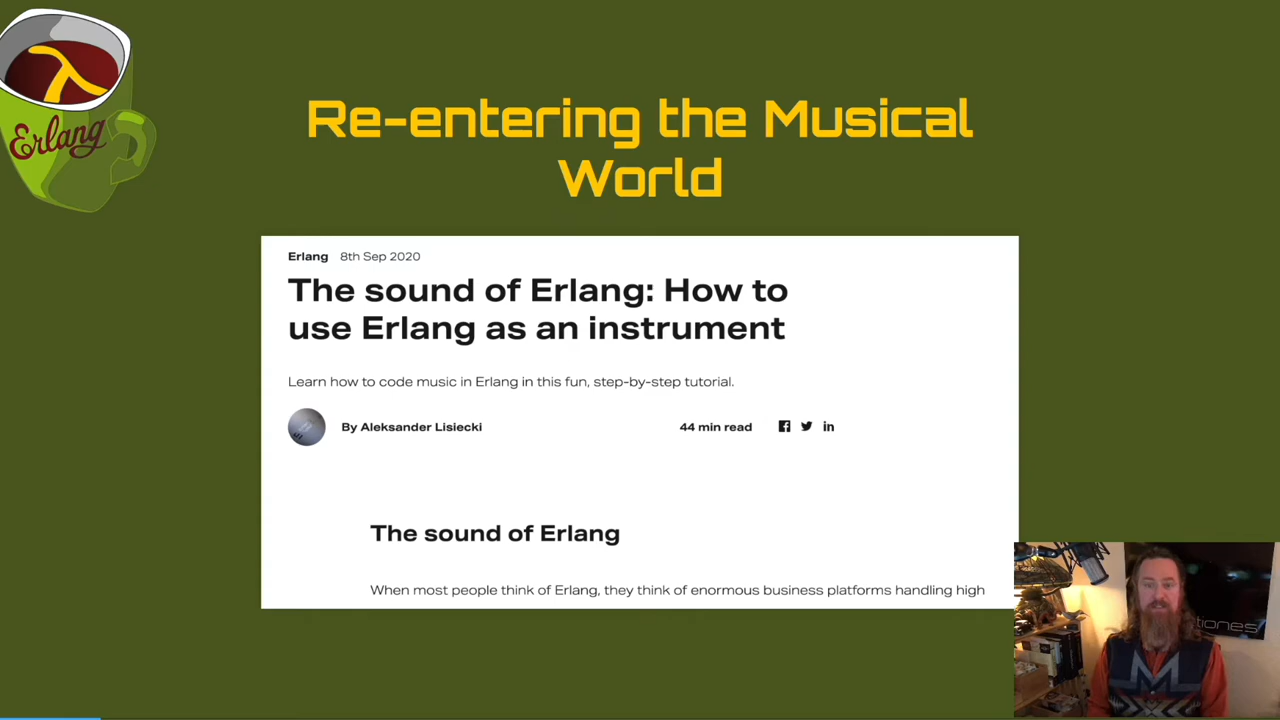 Erlang
Re-entering the Musical
World
Erlang 8th Sep 2020
The sound of Erlang: How to
use Erlang as an instrument
Learn how to code music in Erlang in this fun, step-by-step tutorial.
By Aleksander Lisiecki 44 min read
The sound of Erlang
When most people think of Erlang, they think of enormous business platforms handling high